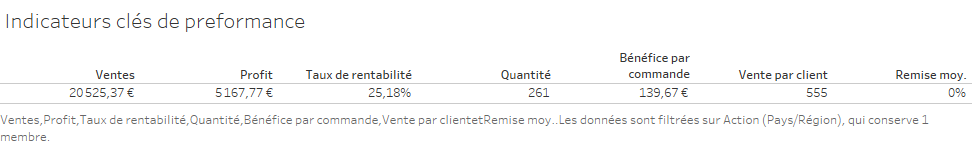 Indicateurs clés de preformance
Bénéfice par
Ventes Profit Taux de rentabilité Quantité commande Vente par client Remise moy.
20 525,37 € 5 167,77 € 25,18% 261 139,67 € 555 0%
Ventes,Profit,Taux de rentabilité,Quantité,Bénéfice par commande,Vente par clientetRemise moy..Les données sont filtrées sur Action (Pays/Région), qui conserve 1
membre.